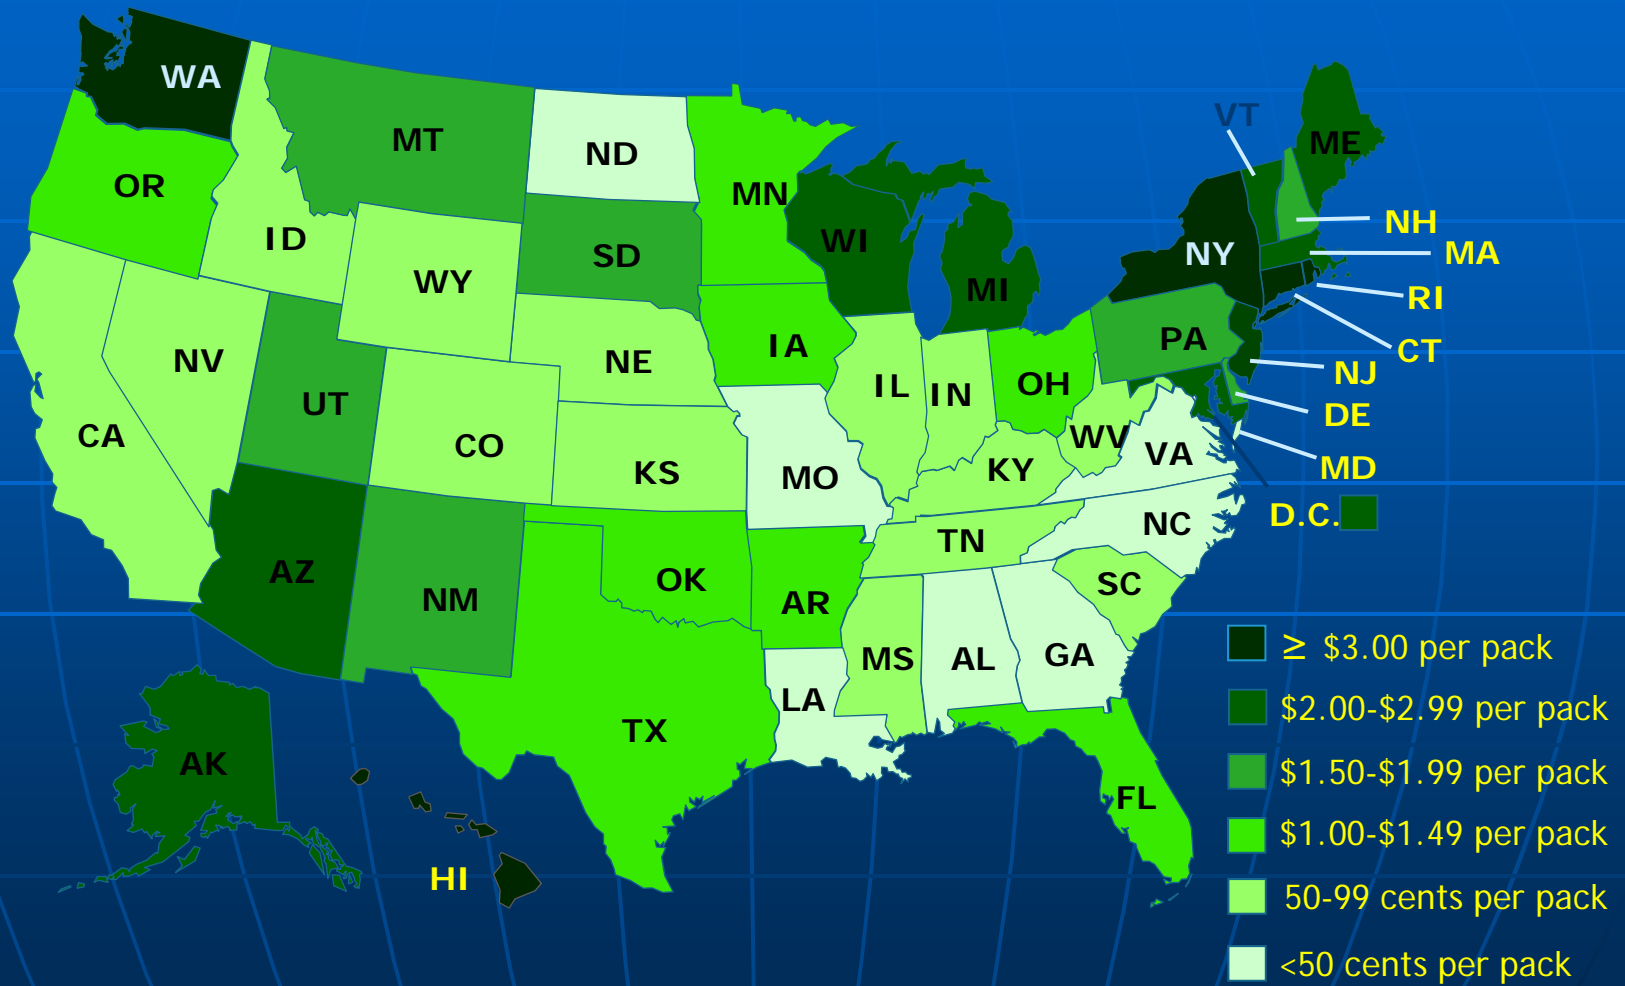 WA
VT
ME
MT
ND
OR
MN
NH
ID
WI
NY
MA
SD
WY
MI
RI
PA
CT
NV
NE
IA
NJ
UT
IL
IN
OH
DE
CA
CO
WV
VA
MD
KS
MO
KY
D.C.
TN
NC
AZ
NM
OK
AR
SC
MS
AL
GA
LA
TX
AK
FL
HI
≥ $3.00 per pack
$2.00-$2.99 per pack
$1.50-$1.99 per pack
$1.00-$1.49 per pack
50-99 cents per pack
<50 cents per pack